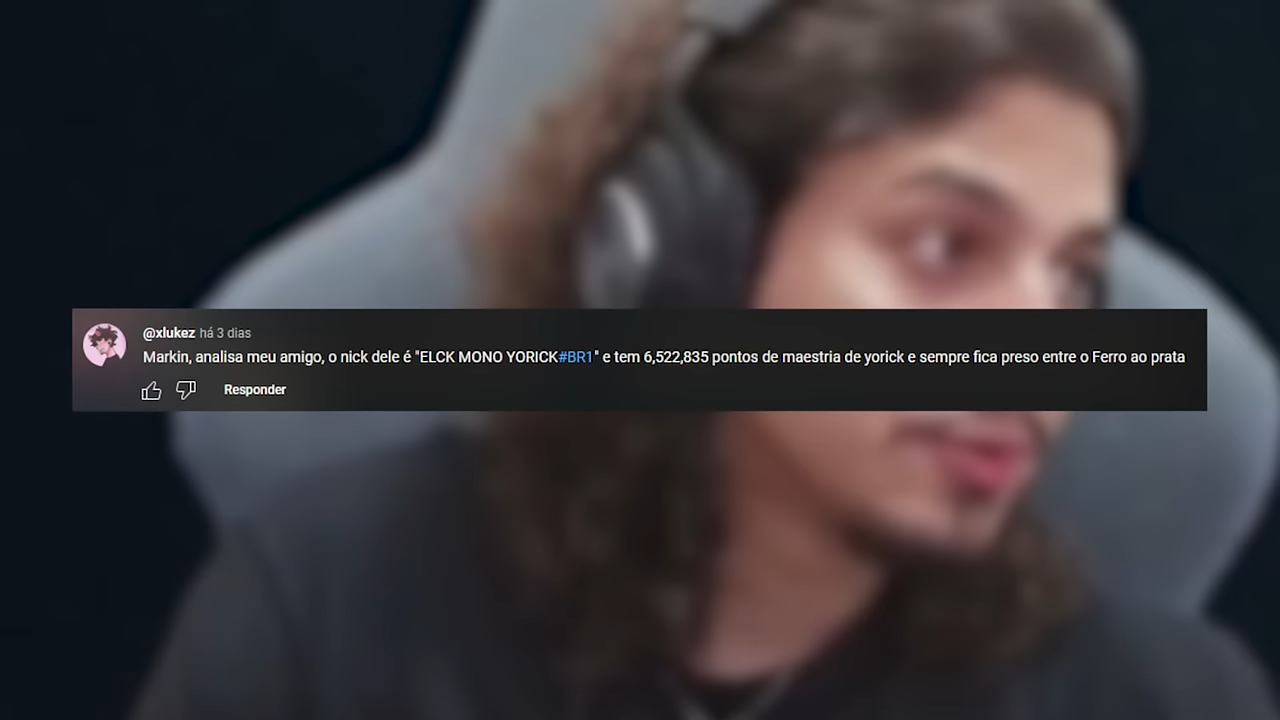 @xlukez há 3 dias
Markin, analisa meu amigo, o nick dele é "ELCK MONO YORICK#BR1" e tem 6,522,835 pontos de maestria de yorick e sempre fica preso entre o Ferro ao prata
Responder